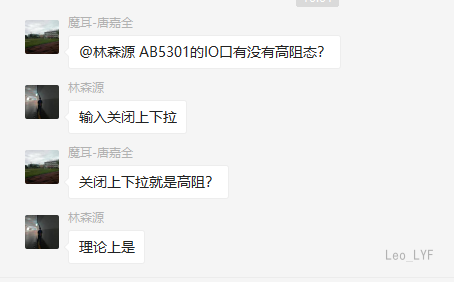 魔耳-唐嘉全
@林森源 AB5301的IO口有没有高阻态?
林森源
输入关闭上下拉
魔耳-唐嘉全
关闭上下拉就是高阻?
林森源
理论上是
Leo_LYF